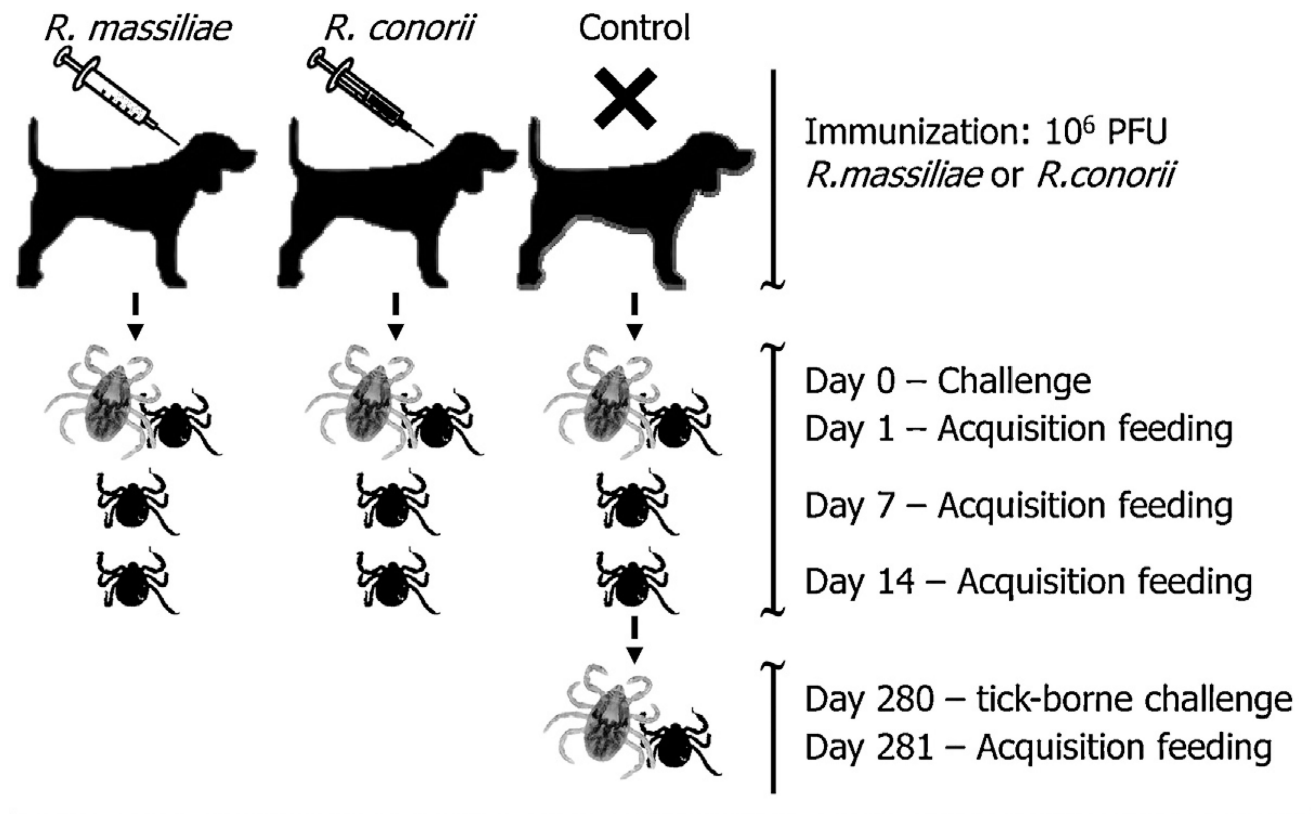 R. massiliae
R. conorii
Control
Immunization: 10⁶ PFU
R.massiliae or R.conorii
Day 0 – Challenge
Day 1 – Acquisition feeding
Day 7 – Acquisition feeding
Day 14 – Acquisition feeding
Day 280 – tick-borne challenge
Day 281 – Acquisition feeding